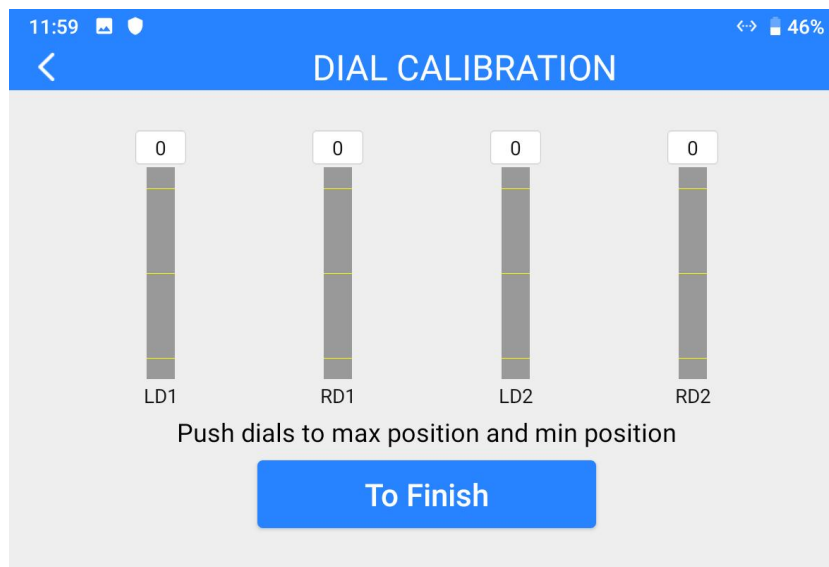 11:59 46%
DIAL CALIBRATION
0 0 0 0
LD1 RD1 LD2 RD2
Push dials to max position and min position
To Finish